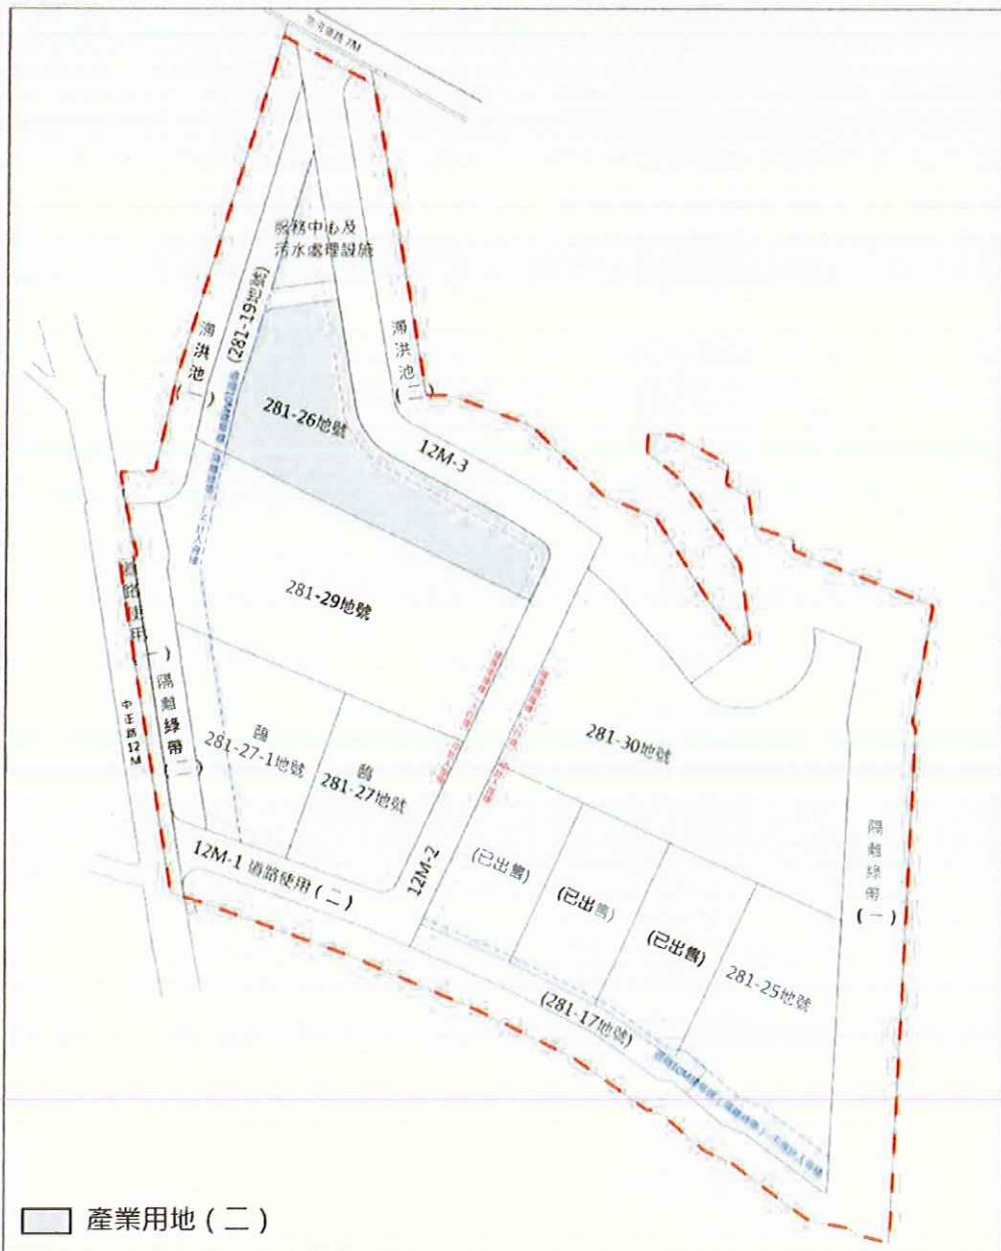 服務中心及
污水處理設施
(281-19地號)
滯洪池(一)
滯洪池(二)
281-26地號
12M-3
281-29地號
道路使用(一)
隔離綠帶(二)
中正路12M
臨
281-27-1地號
臨
281-27地號
281-30地號
12M-1 道路使用(二)
12M-2
(已出售)
(已出售)
(已出售)
281-25地號
隔離綠帶(一)
(281-17地號)
產業用地(二)